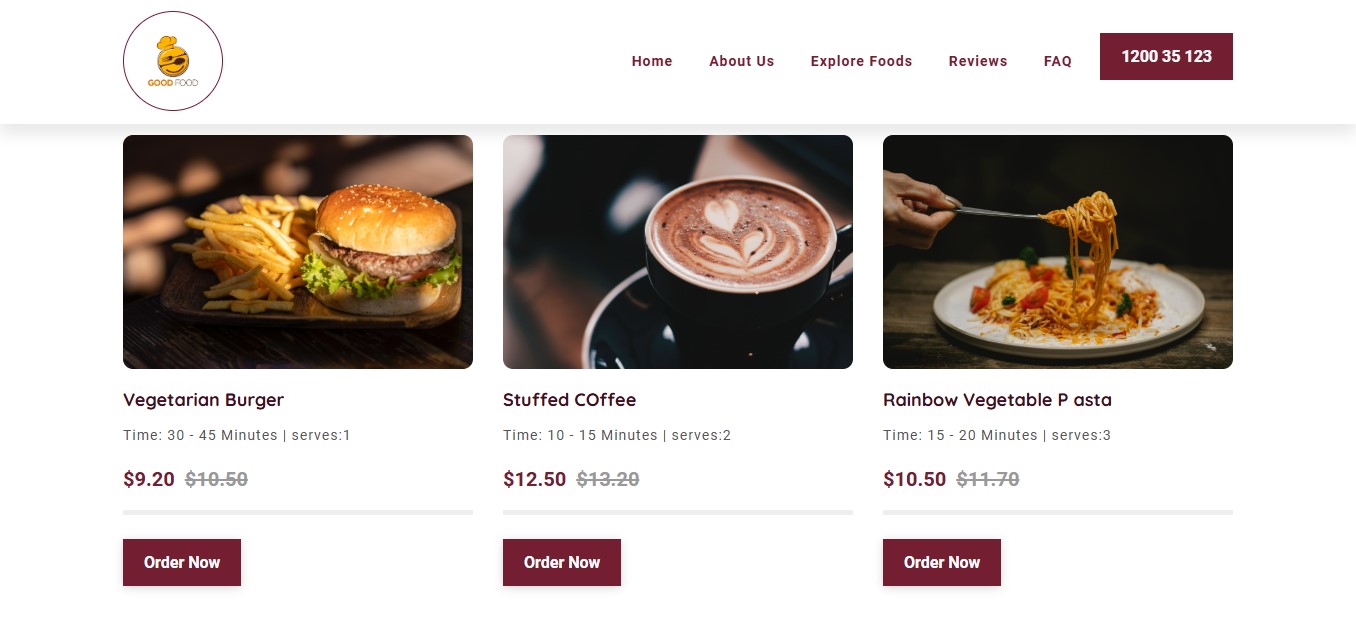 GOOD FOOD
Home About Us Explore Foods Reviews FAQ 1200 35 123
Vegetarian Burger
Time: 30 - 45 Minutes | serves:1
$9.20 $10.50
Order Now
Stuffed COffee
Time: 10 - 15 Minutes | serves:2
$12.50 $13.20
Order Now
Rainbow Vegetable P asta
Time: 15 - 20 Minutes | serves:3
$10.50 $11.70
Order Now